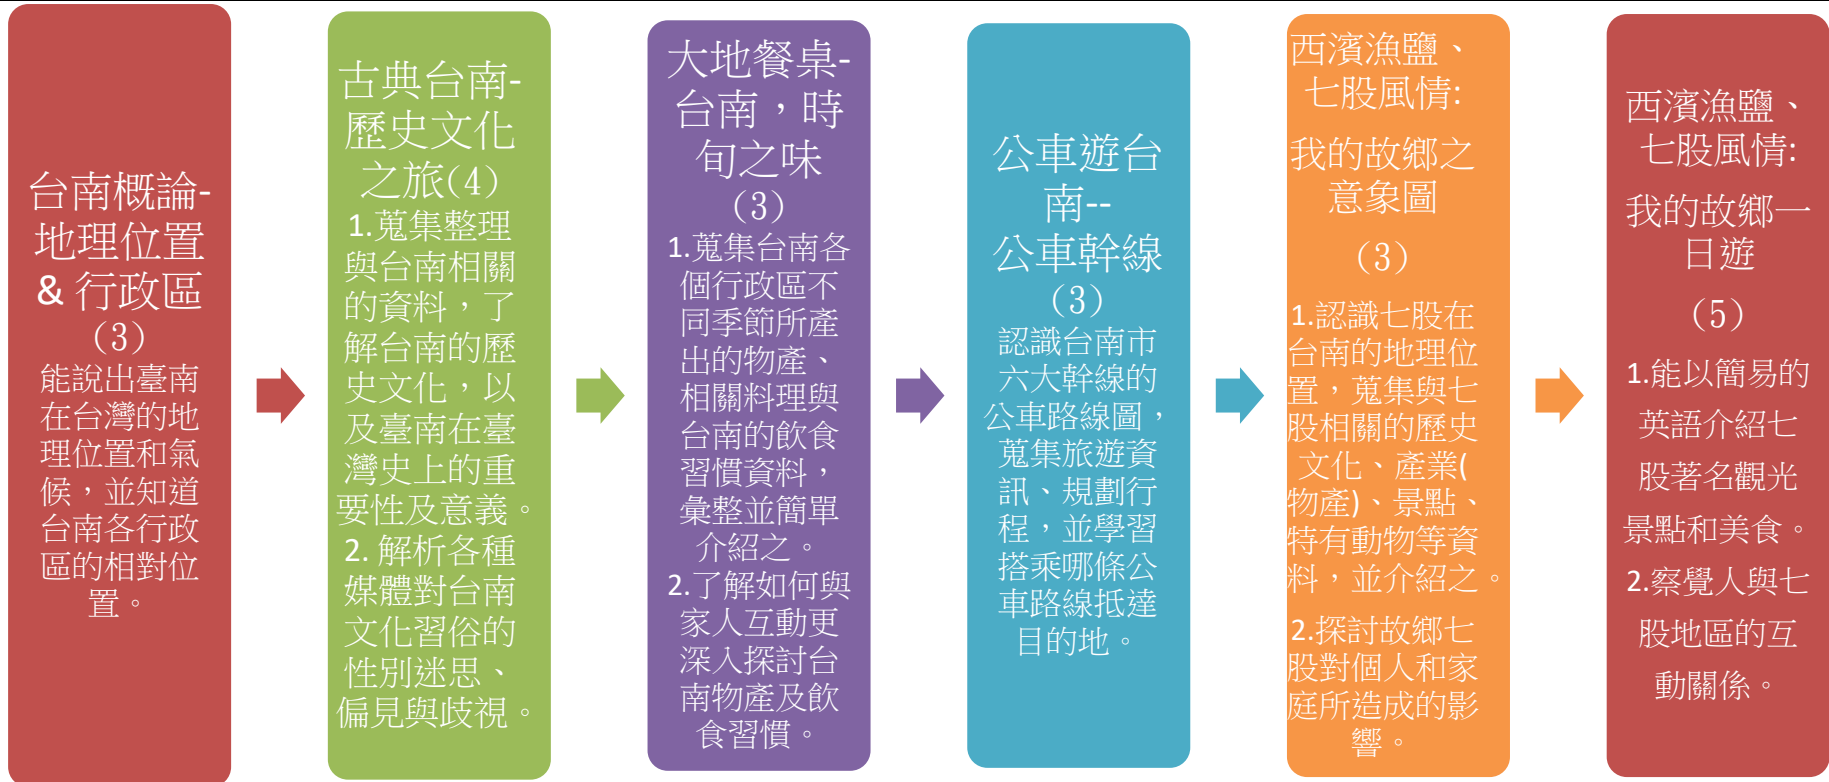 台南概論-
地理位置
& 行政區
(3)
能說出臺南
在台灣的地
理位置和氣
候，並知道
台南各行政
區的相對位
置。
古典台南-
歷史文化
之旅(4)
1.蒐集整理
與台南相關
的資料，了
解台南的歷
史文化，以
及臺南在臺
灣史上的重
要性及意義。
2. 解析各種
媒體對台南
文化習俗的
性別迷思、
偏見與歧視。
大地餐桌-
台南，時
旬之味
(3)
1.蒐集台南各
個行政區不
同季節所產
出的物產、
相關料理與
台南的飲食
習慣資料，
彙整並簡單
介紹之。
2.了解如何與
家人互動更
深入探討台
南物產及飲
食習慣。
公車遊台
南--
公車幹線
(3)
認識台南市
六大幹線的
公車路線圖，
蒐集旅遊資
訊、規劃行
程，並學習
搭乘哪條公
車路線抵達
目的地。
西濱漁鹽、
七股風情:
我的故鄉之
意象圖
(3)
1.認識七股在
台南的地理位
置，蒐集與七
股相關的歷史
文化、產業(
物產)、景點、
特有動物等資
料，並介紹之。
2.探討故鄉七
股對個人和家
庭所造成的影
響。
西濱漁鹽、
七股風情:
我的故鄉一
日遊
(5)
1.能以簡易的
英語介紹七
股著名觀光
景點和美食。
2.察覺人與七
股地區的互
動關係。